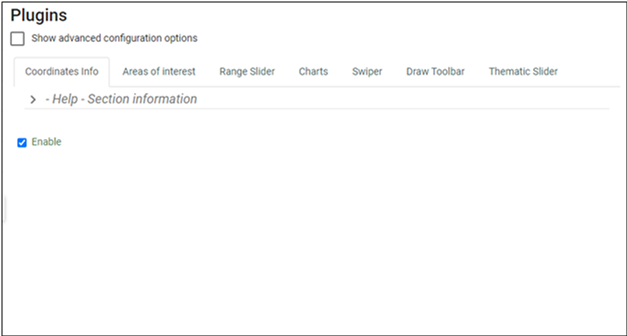 Plugins
Show advanced configuration options
Coordinates Info Areas of interest Range Slider Charts Swiper Draw Toolbar Thematic Slider
- Help - Section information
Enable